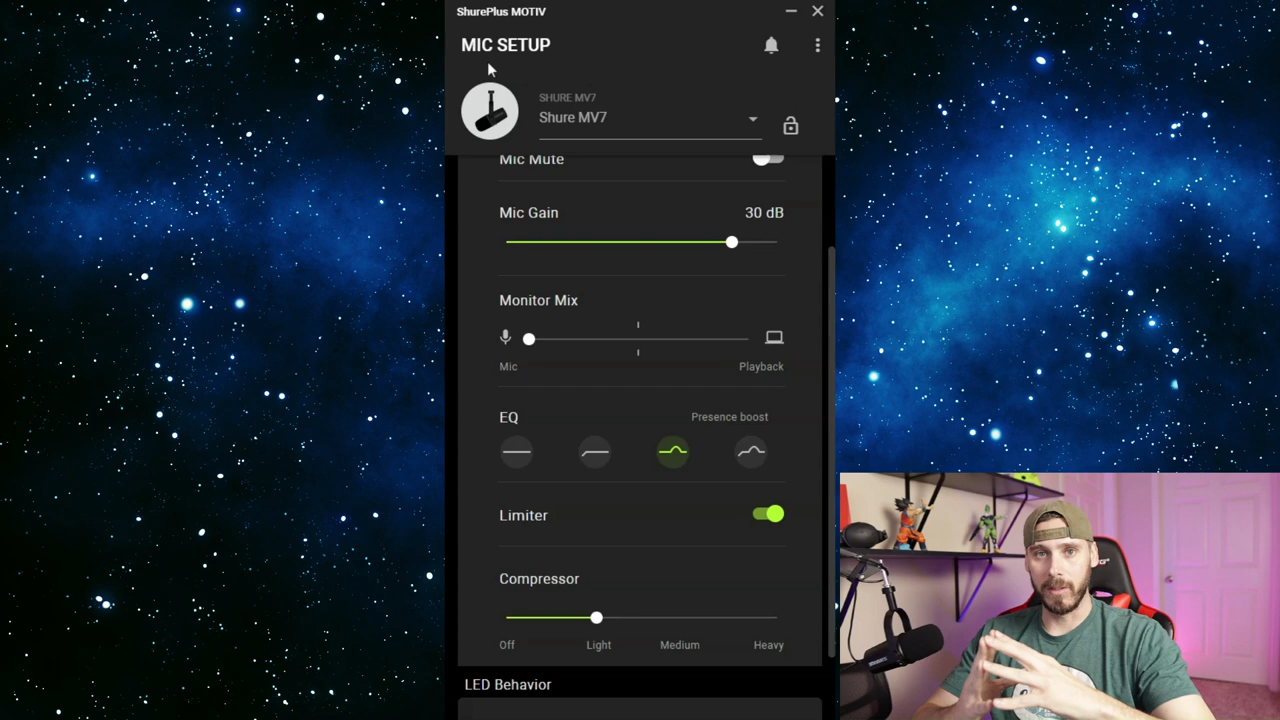 ShurePlus MOTIV
MIC SETUP
SHURE MV7
Shure MV7
Mic Mute
Mic Gain 30 dB
Monitor Mix
Mic Playback
EQ Presence boost
Limiter
Compressor
Off Light Medium Heavy
LED Behavior